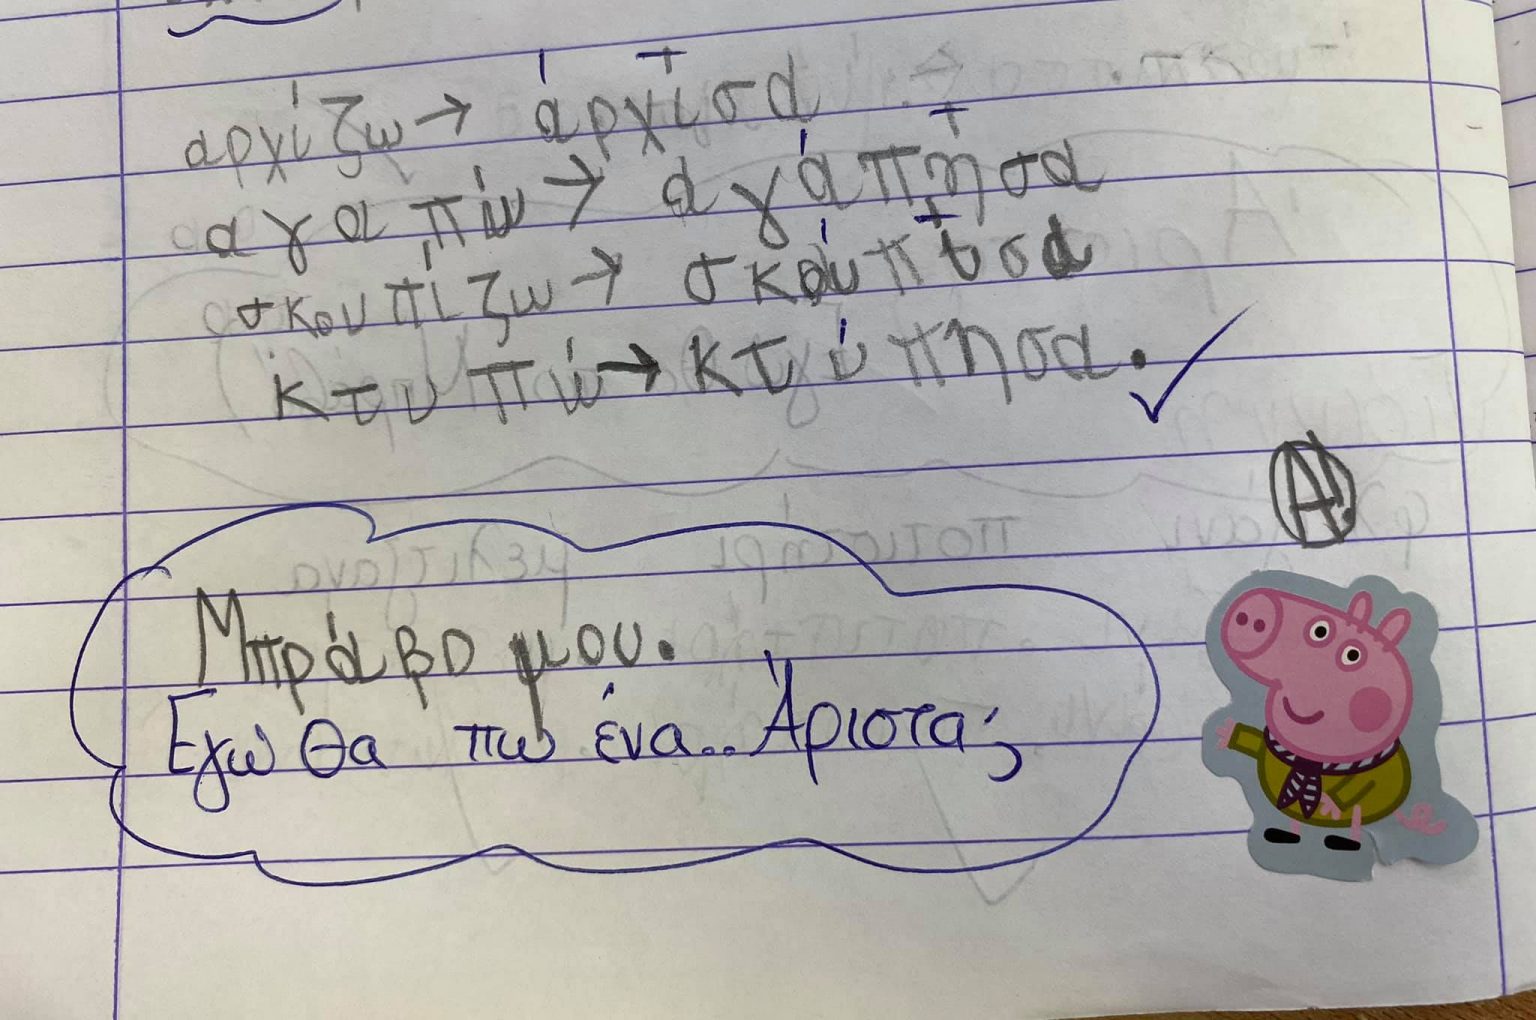 αρχίζω → άρχισα
αγαπώ → αγάπησα
σκουπίζω → σκούπισα
κτυπώ → κτύπησα.
Α!
Μπράβο μου.
Εγώ θα πω ένα.. Άριστα;